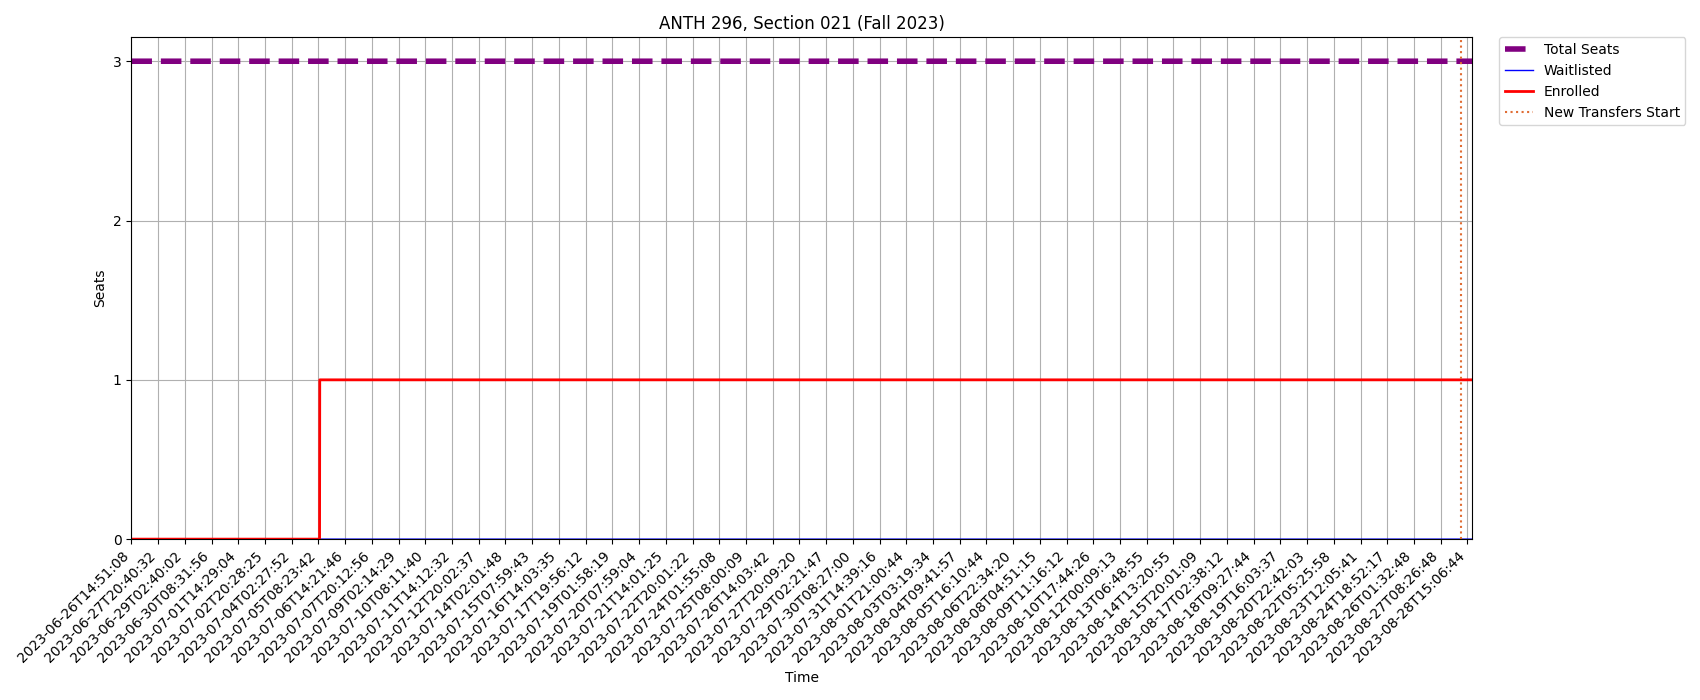 ANTH 296, Section 021 (Fall 2023)
Total Seats
Waitlisted
Enrolled
New Transfers Start
Seats
3
2
1
0
2023-06-26T14:51:08
2023-06-27T20:40:32
2023-06-29T02:40:02
2023-06-30T08:31:56
2023-07-01T14:29:04
2023-07-02T20:28:25
2023-07-04T02:27:52
2023-07-05T08:23:42
2023-07-06T14:21:46
2023-07-07T20:12:56
2023-07-09T02:14:29
2023-07-10T08:11:40
2023-07-11T14:12:32
2023-07-12T20:02:37
2023-07-14T02:01:48
2023-07-15T07:59:43
2023-07-16T14:03:35
2023-07-17T19:56:12
2023-07-19T01:58:19
2023-07-20T07:59:04
2023-07-21T14:01:25
2023-07-22T20:01:22
2023-07-24T01:55:08
2023-07-25T08:00:09
2023-07-26T14:03:42
2023-07-27T20:09:20
2023-07-29T02:21:47
2023-07-30T08:27:00
2023-07-31T14:39:16
2023-08-01T21:00:44
2023-08-03T03:19:34
2023-08-04T09:41:57
2023-08-05T16:10:44
2023-08-06T22:34:20
2023-08-08T04:51:15
2023-08-09T11:16:12
2023-08-10T17:44:26
2023-08-12T00:09:13
2023-08-13T06:48:55
2023-08-14T13:20:55
2023-08-15T20:01:09
2023-08-17T02:38:12
2023-08-18T09:27:44
2023-08-19T16:03:37
2023-08-20T22:42:03
2023-08-22T05:25:58
2023-08-23T12:05:41
2023-08-24T18:52:17
2023-08-26T01:32:48
2023-08-27T08:26:48
2023-08-28T15:06:44
Time